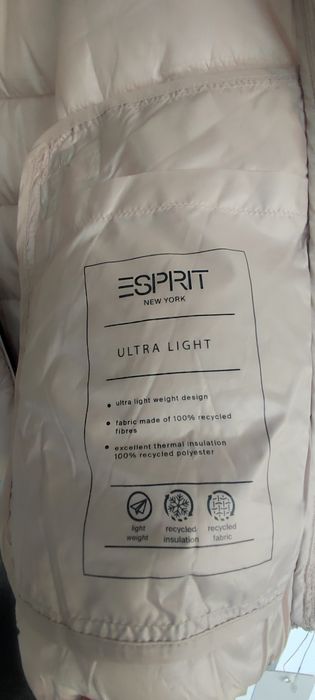 ESPRIT
NEW YORK
ULTRA LIGHT
• ultra light weight design
• fabric made of 100% recycled
fibres
• excellent thermal insulation
100% recycled polyester
light
weight
recycled
insulation
recycled
fabric